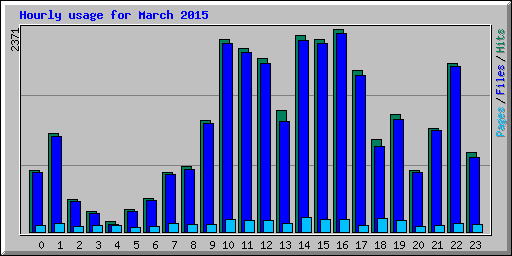 Hourly usage for March 2015
2371
Pages/Files/Hits
0 1 2 3 4 5 6 7 8 9 10 11 12 13 14 15 16 17 18 19 20 21 22 23